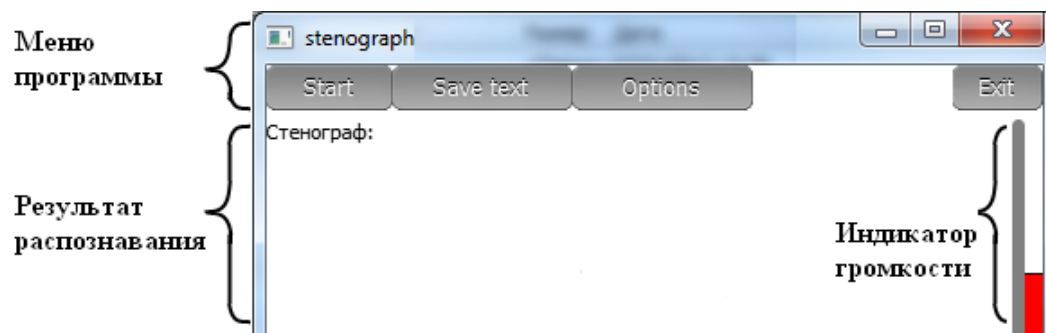 Меню
программы
stenograph
Start Save text Options Exit
Стенограф:
Результат
распознавания
Индикатор
громкости